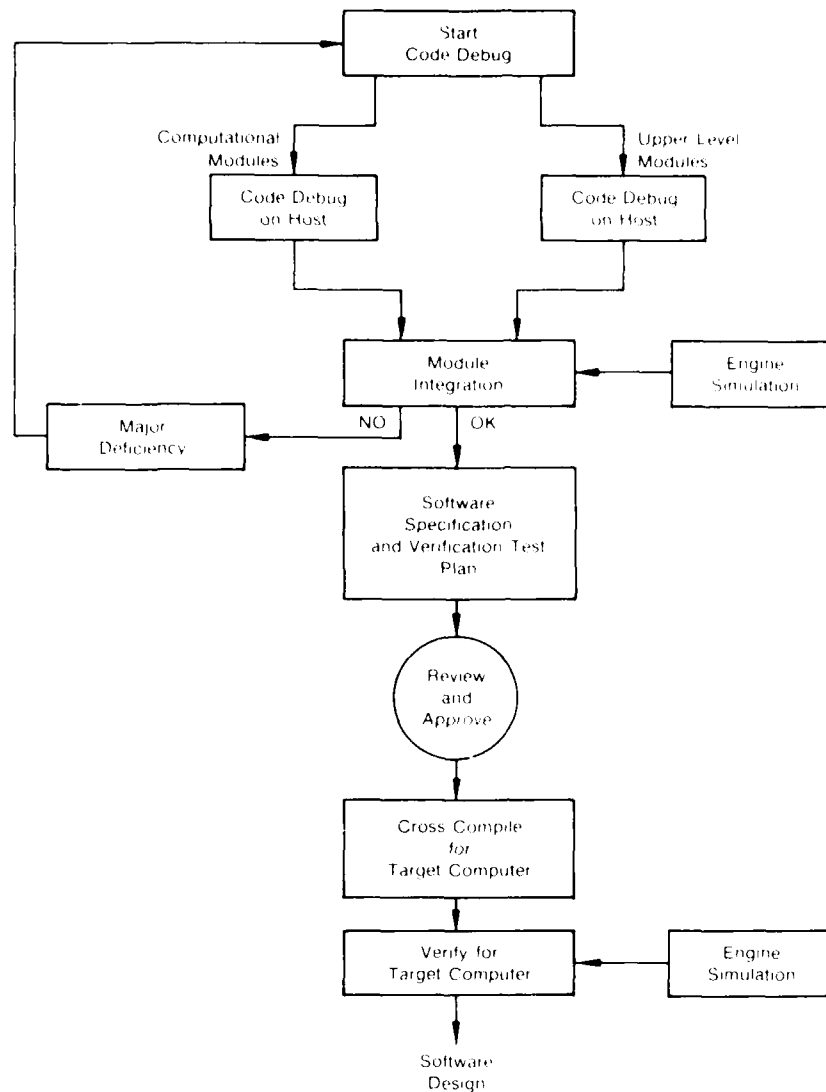 Start
Code Debug
Computational
Modules
Upper Level
Modules
Code Debug
on Host
Code Debug
on Host
Module
Integration
Engine
Simulation
NO
OK
Major
Deficiency
Software
Specification
and Verification Test
Plan
Review
and
Approve
Cross Compile
for
Target Computer
Verify for
Target Computer
Engine
Simulation
Software
Design